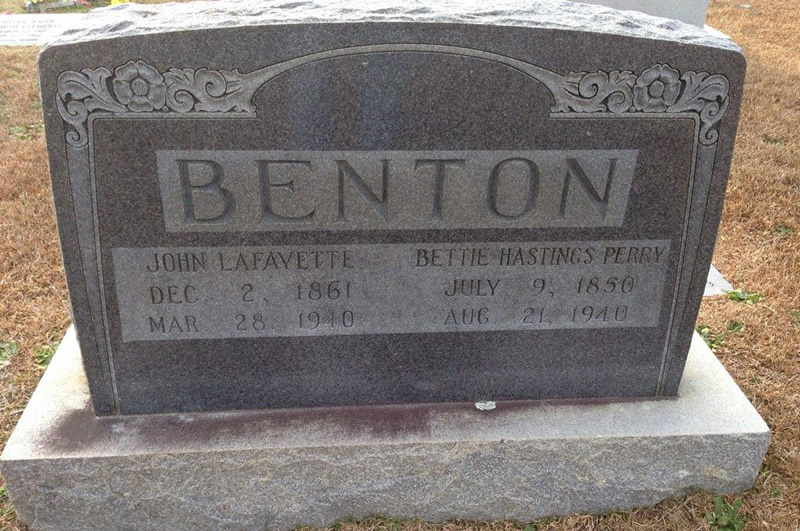 BENTON
JOHN LAFAYETTE
DEC. 2, 1861
MAR 28, 1940
BETTIE HASTINGS PERRY
JULY 9, 1850
AUG 21, 1940